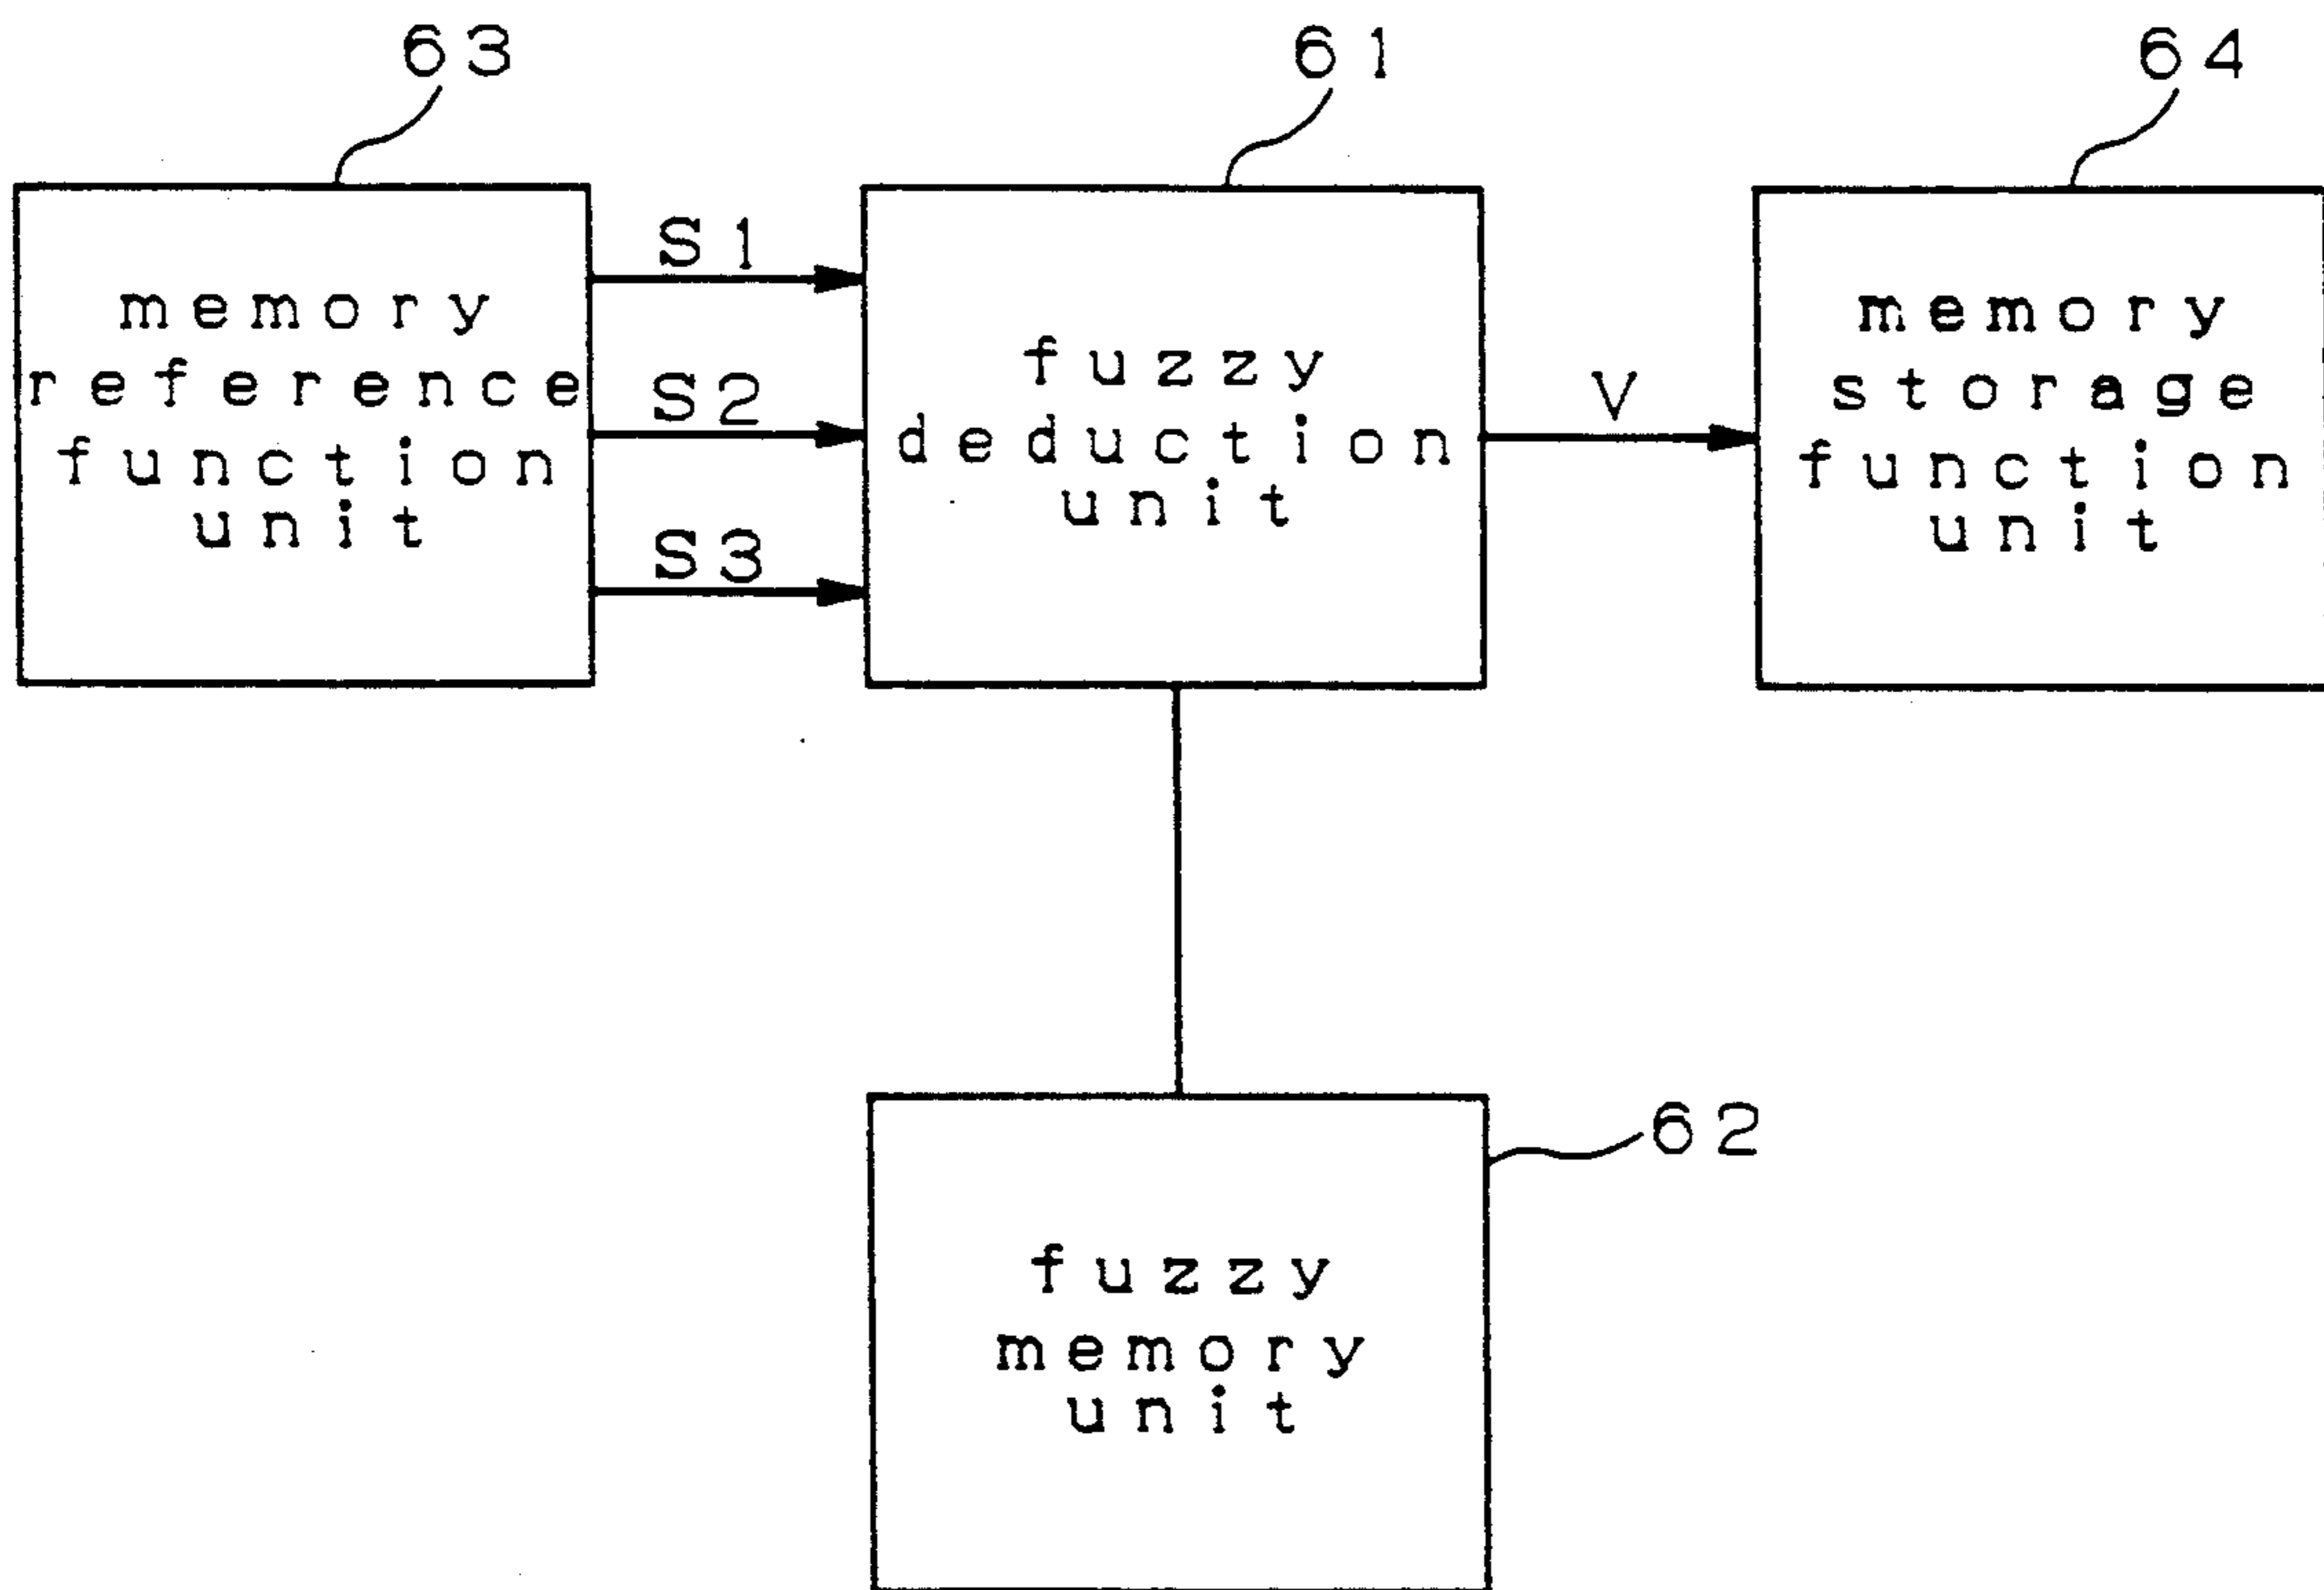 63
61
64
memory
reference
function
unit
S1
S2
S3
fuzzy
deduction
unit
V
memory
storage
function
unit
62
fuzzy
memory
unit